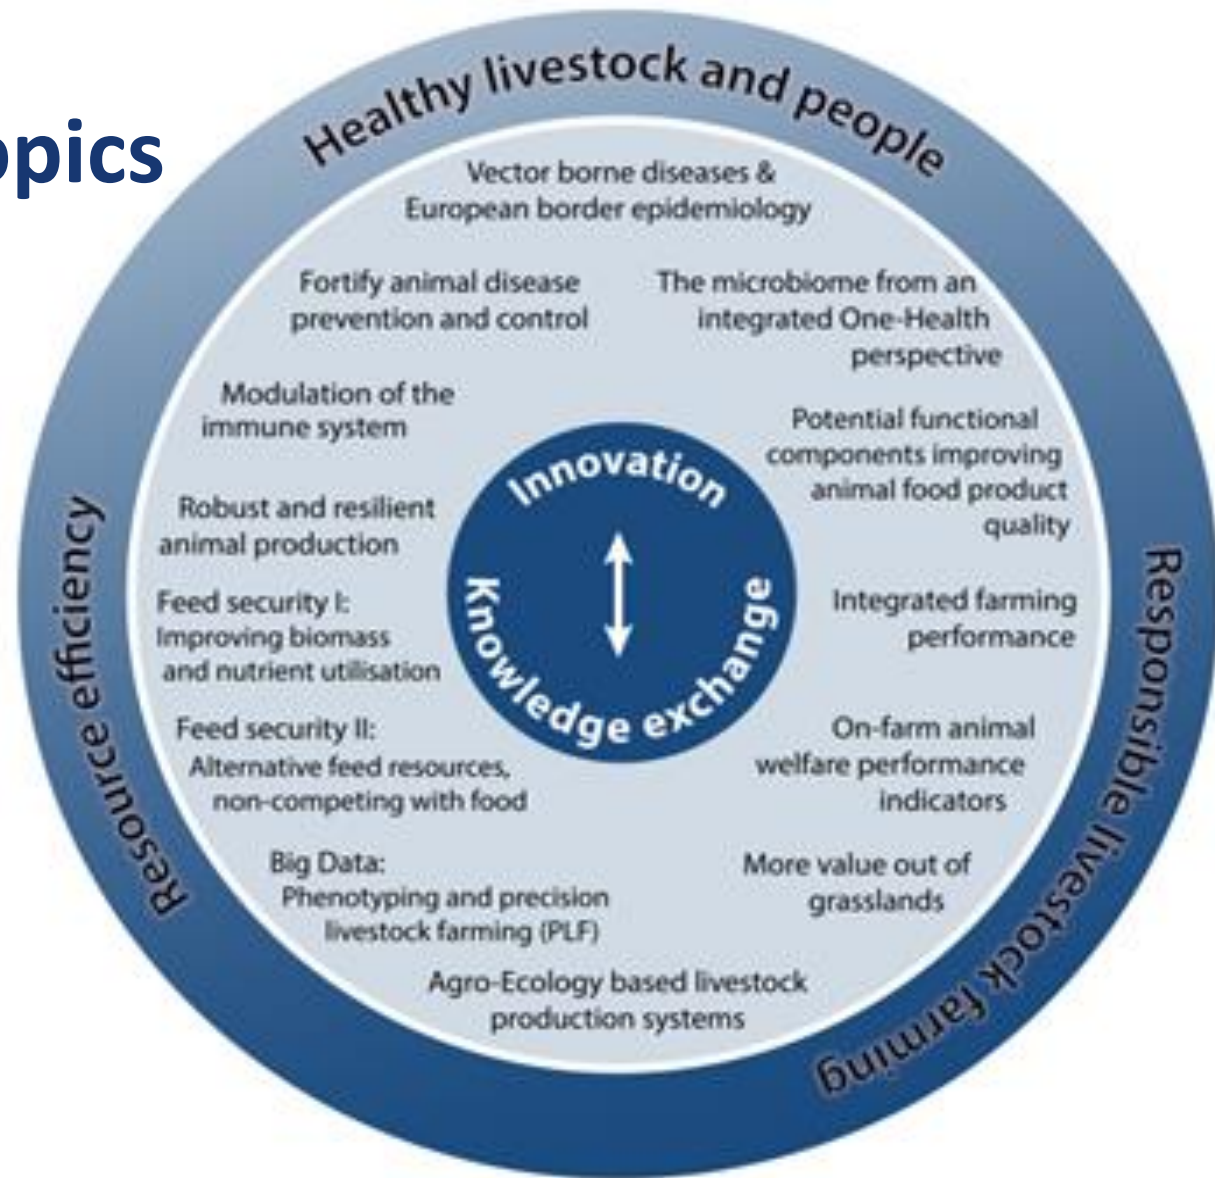 opics
Healthy livestock and people
Vector borne diseases &
European border epidemiology
Fortify animal disease
prevention and control
The microbiome from an
integrated One-Health
perspective
Modulation of the
immune system
Potential functional
components improving
animal food product
quality
Robust and resilient
animal production
Feed security I:
Improving biomass
and nutrient utilisation
Integrated farming
performance
Feed security II:
Alternative feed resources,
non-competing with food
On-farm animal
welfare performance
indicators
Big Data:
Phenotyping and precision
livestock farming (PLF)
More value out of
grasslands
Agro-Ecology based livestock
production systems
Innovation
Knowledge exchange
Resource efficiency
Responsible livestock farming